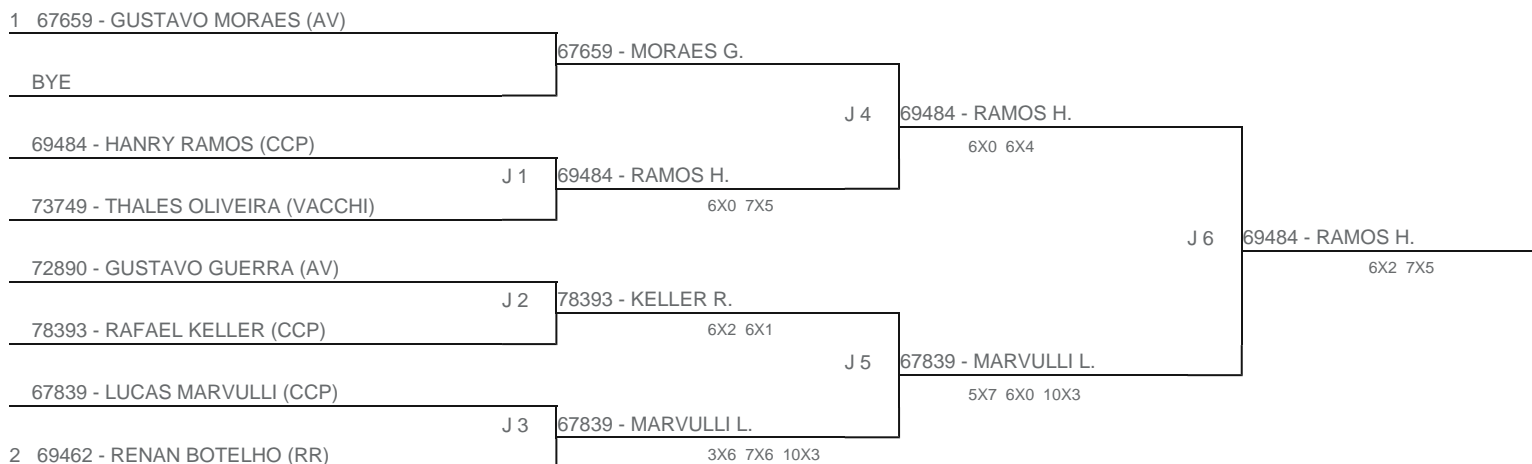 1 67659 - GUSTAVO MORAES (AV)
67659 - MORAES G.
BYE
J 4
69484 - RAMOS H.
69484 - HANRY RAMOS (CCP)
6X0 6X4
J 1
69484 - RAMOS H.
73749 - THALES OLIVEIRA (VACCHI)
6X0 7X5
J 6
69484 - RAMOS H.
72890 - GUSTAVO GUERRA (AV)
6X2 7X5
J 2
78393 - KELLER R.
78393 - RAFAEL KELLER (CCP)
6X2 6X1
J 5
67839 - MARVULLI L.
67839 - LUCAS MARVULLI (CCP)
5X7 6X0 10X3
J 3
67839 - MARVULLI L.
2 69462 - RENAN BOTELHO (RR)
3X6 7X6 10X3